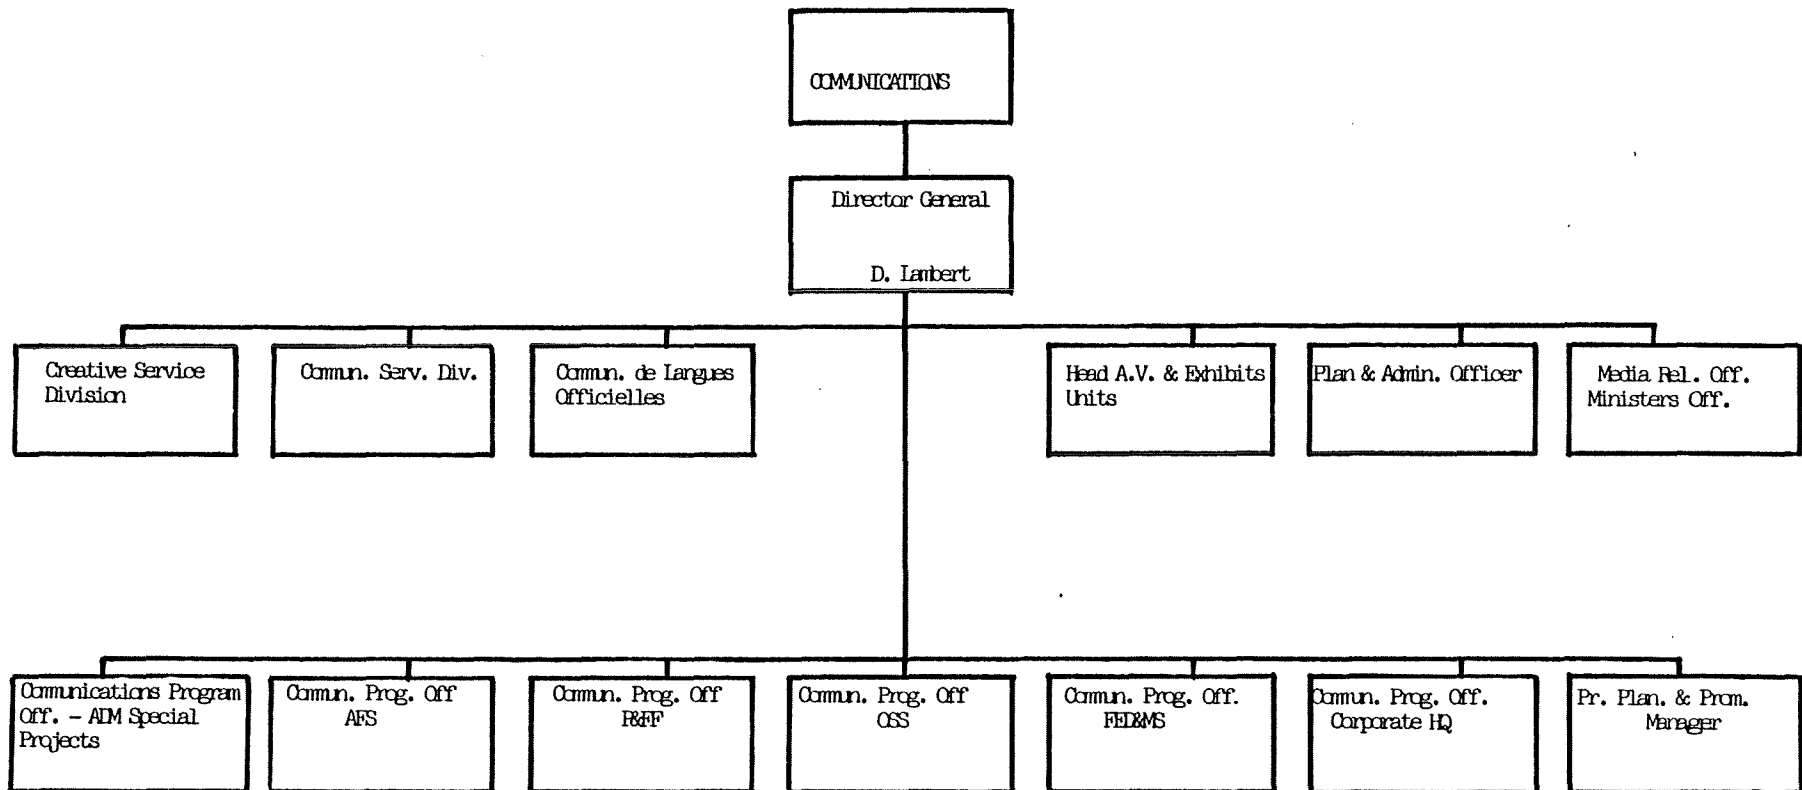 COMMUNICATIONS
Director General
D. Lambert
Creative Service
Division
Commun. Serv. Div.
Commun. de Langues
Officielles
Head A.V. & Exhibits
Units
Plan & Admin. Officer
Media Rel. Off.
Ministers Off.
Communications Program
Off. - ADM Special
Projects
Commun. Prog. Off
AFS
Commun. Prog. Off
P&FF
Commun. Prog. Off
OSS
Commun. Prog. Off.
FED&MS
Commun. Prog. Off.
Corporate HQ
Pr. Plan. & Prom.
Manager